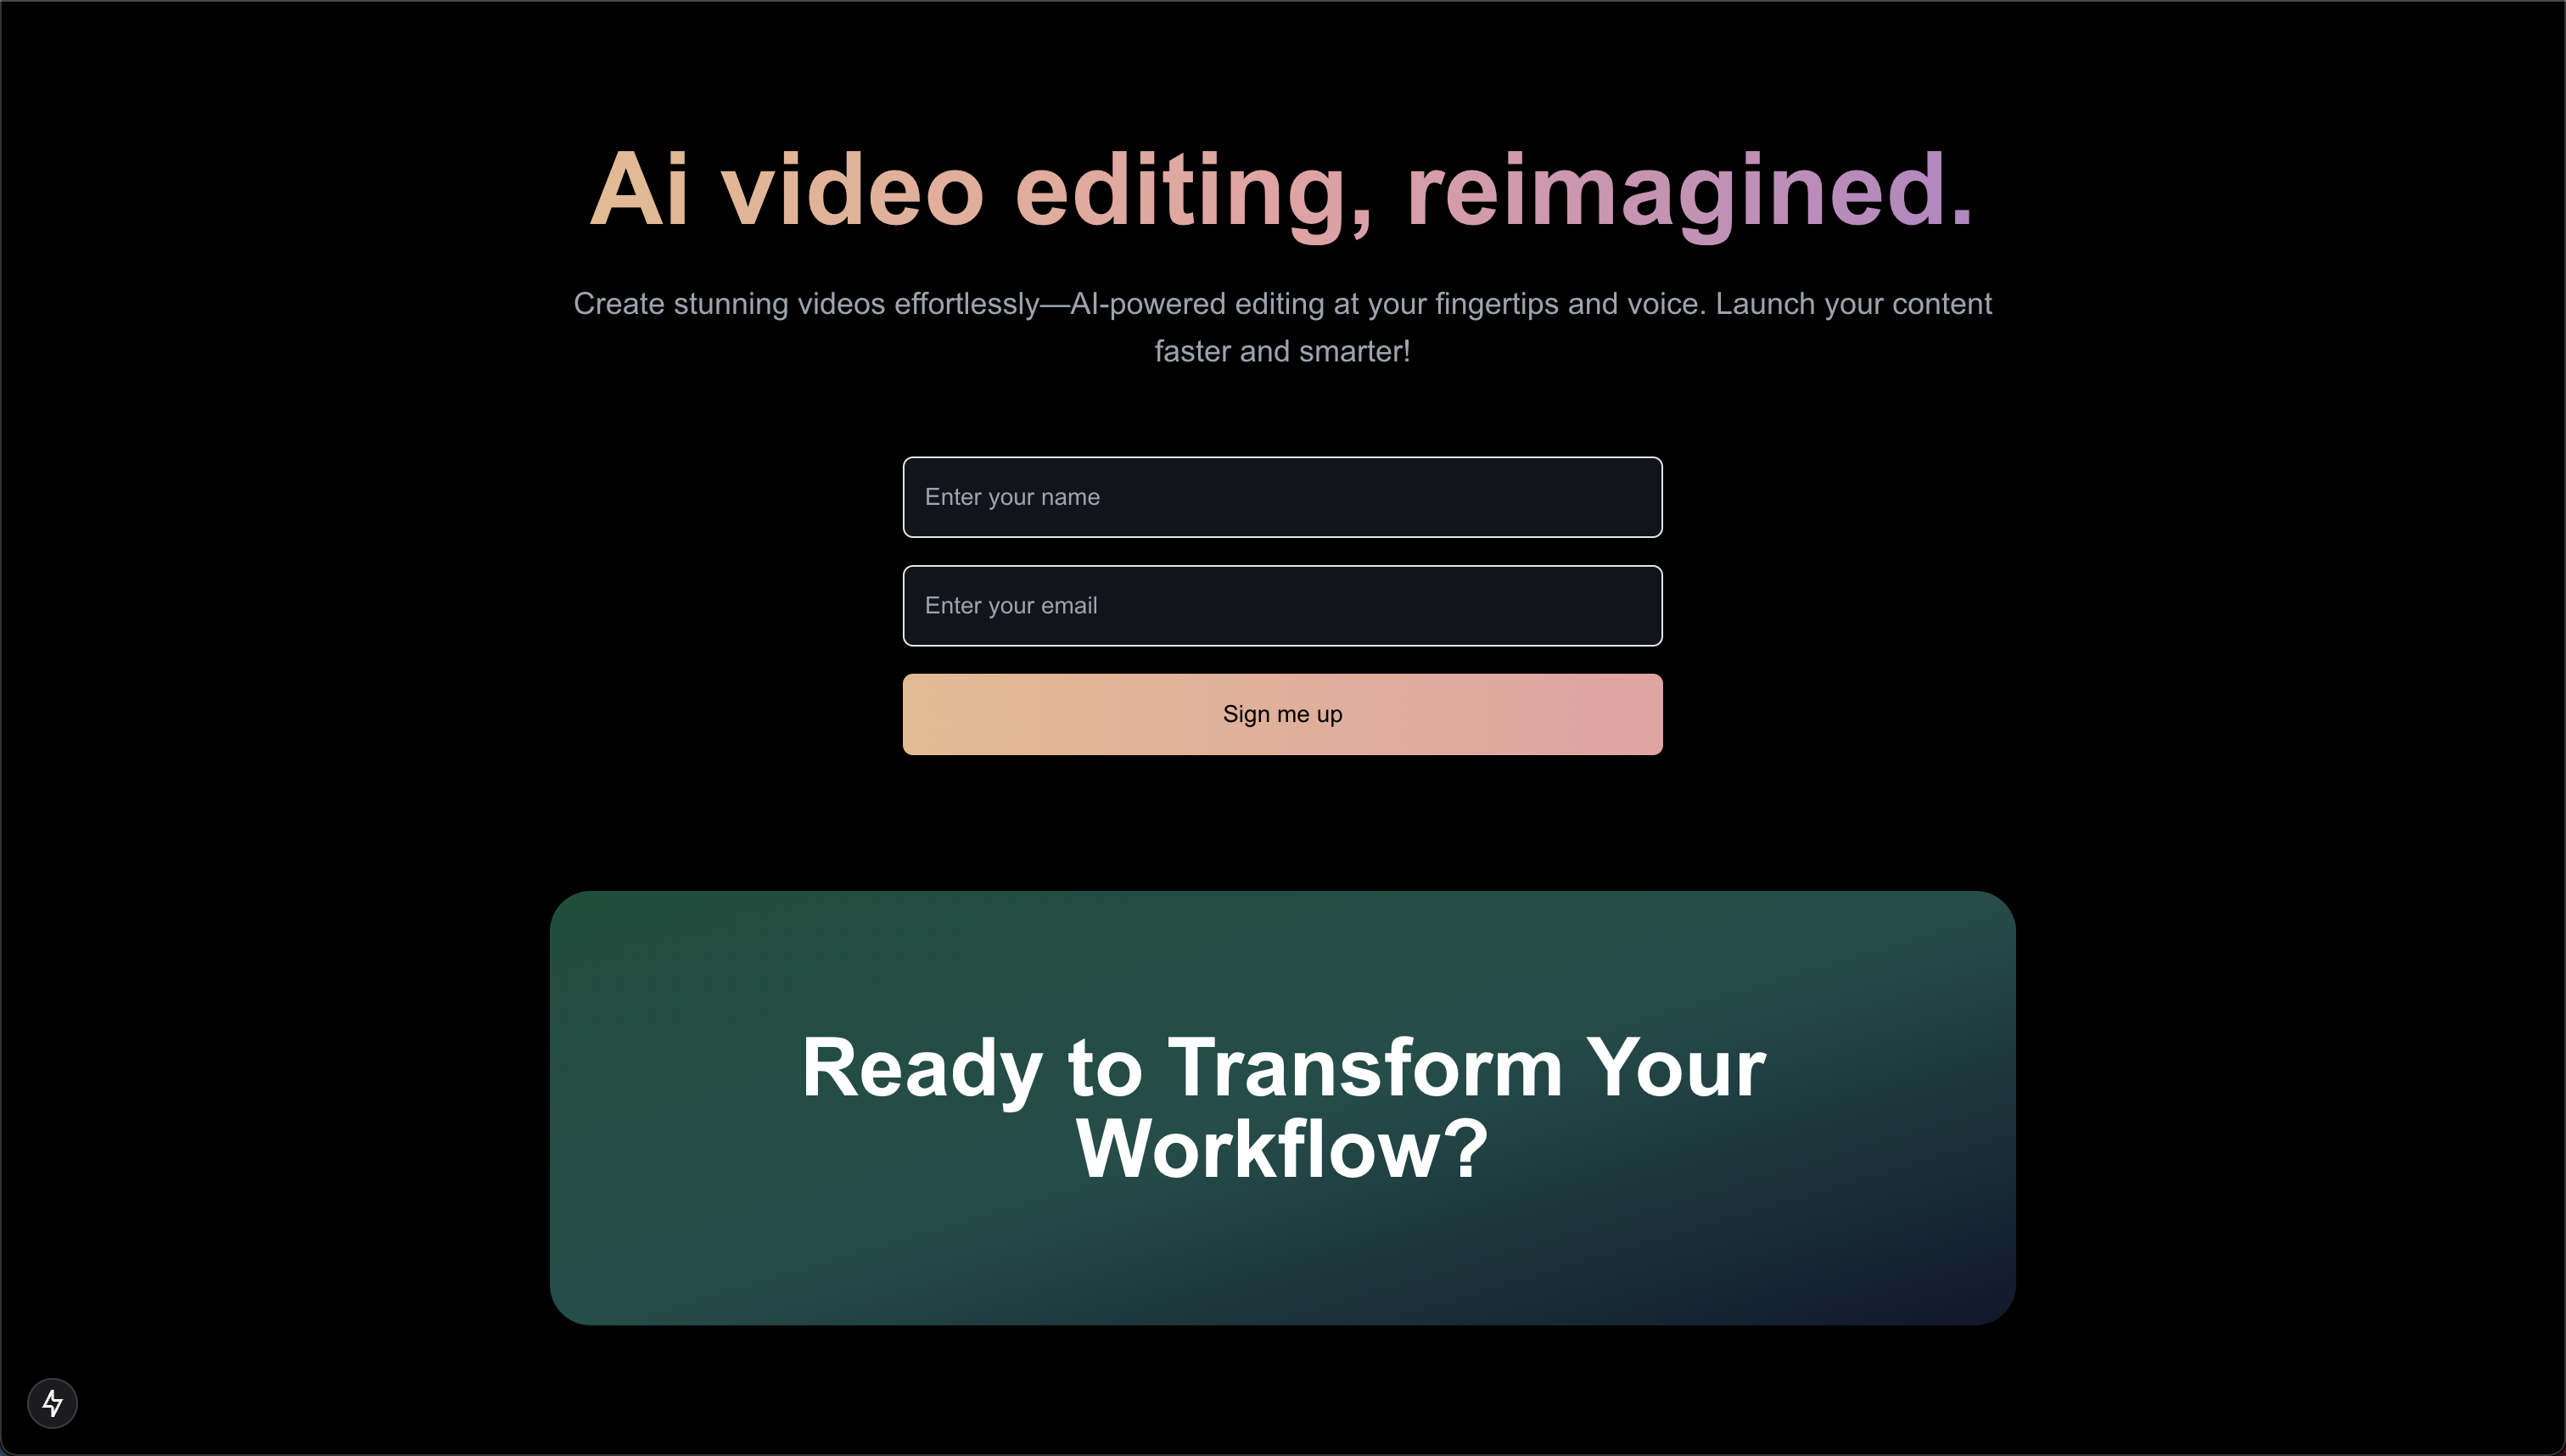 Ai video editing, reimagined.
Create stunning videos effortlessly—AI-powered editing at your fingertips and voice. Launch your content
faster and smarter!
Enter your name
Enter your email
Sign me up
Ready to Transform Your
Workflow?